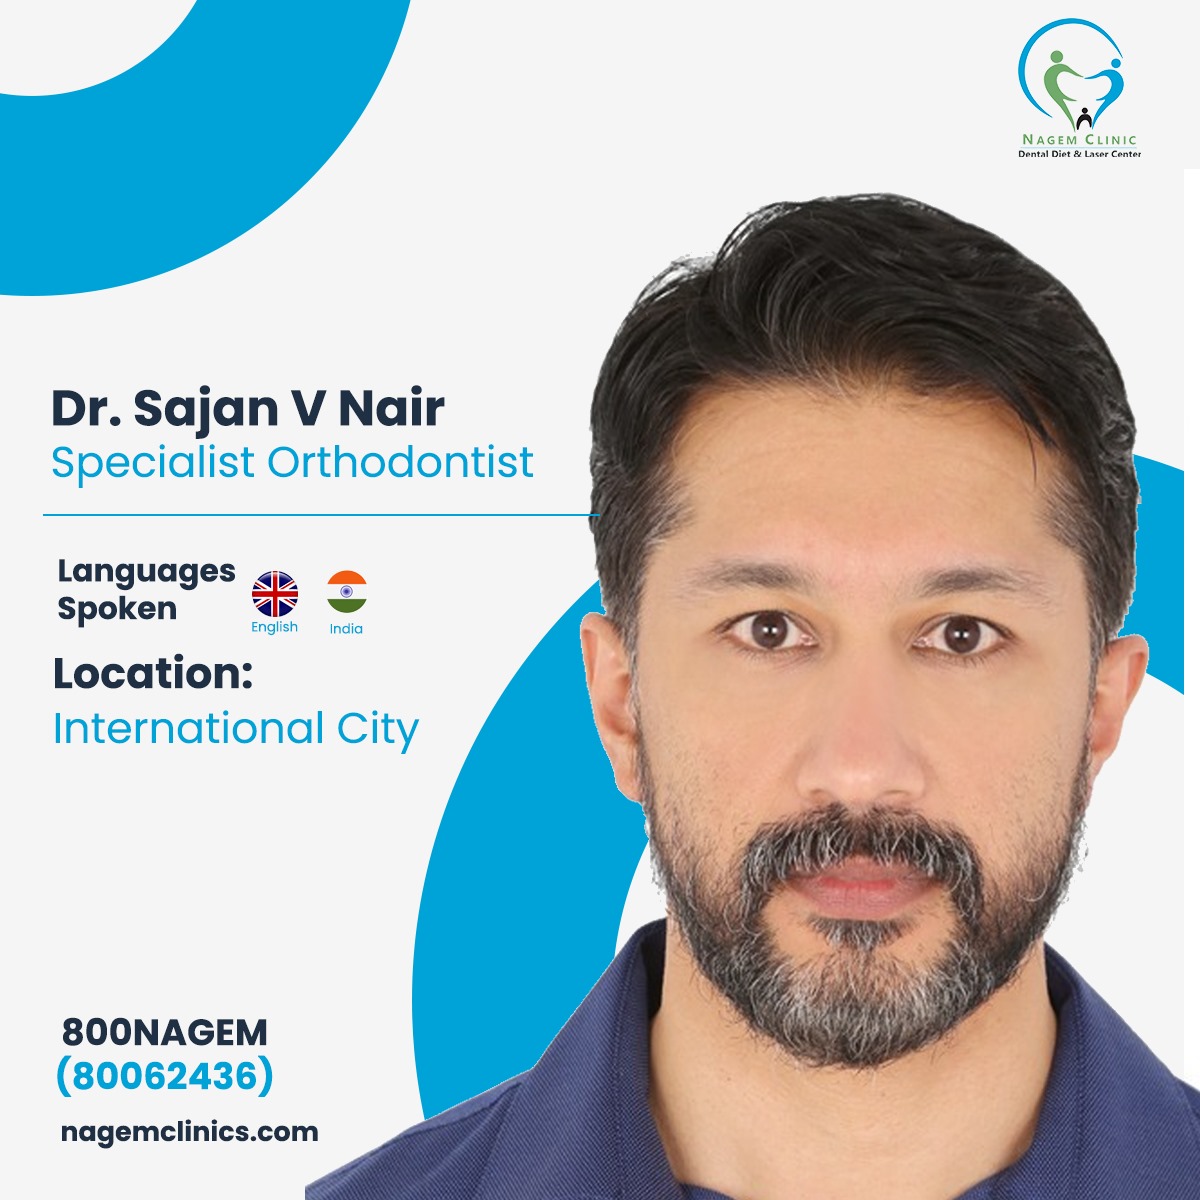 NAGEM CLINIC
Dental Diet & Laser Center
Dr. Sajan V Nair
Specialist Orthodontist
Languages
Spoken
English
India
Location:
International City
800NAGEM
(80062436)
nagemclinics.com